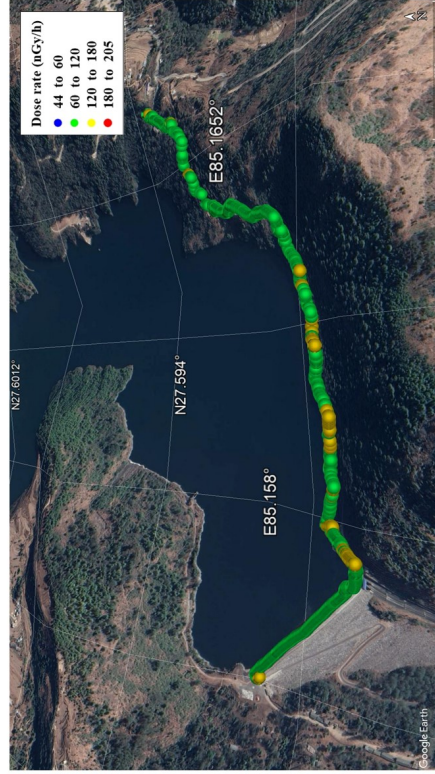 Dose rate (nGy/h)
44 to 60
60 to 120
120 to 180
180 to 205
N
N27.6012°
E85.1652°
N27.594°
E85.158°
Google Earth